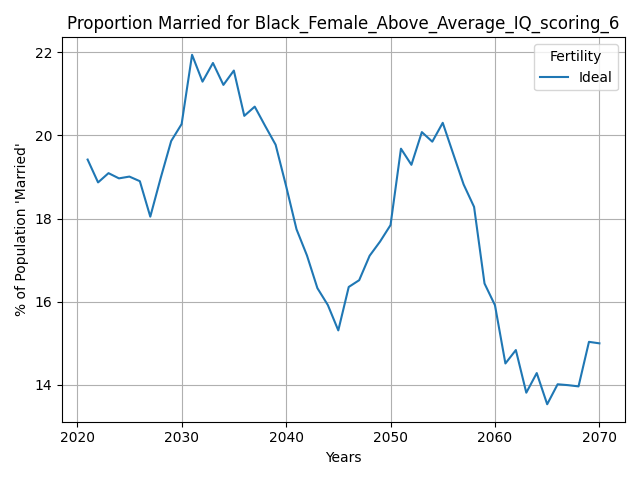 Proportion Married for Black_Female_Above_Average_IQ_scoring_6
Fertility
Ideal
% of Population 'Married'
22
20
18
16
14
2020 2030 2040 2050 2060 2070
Years